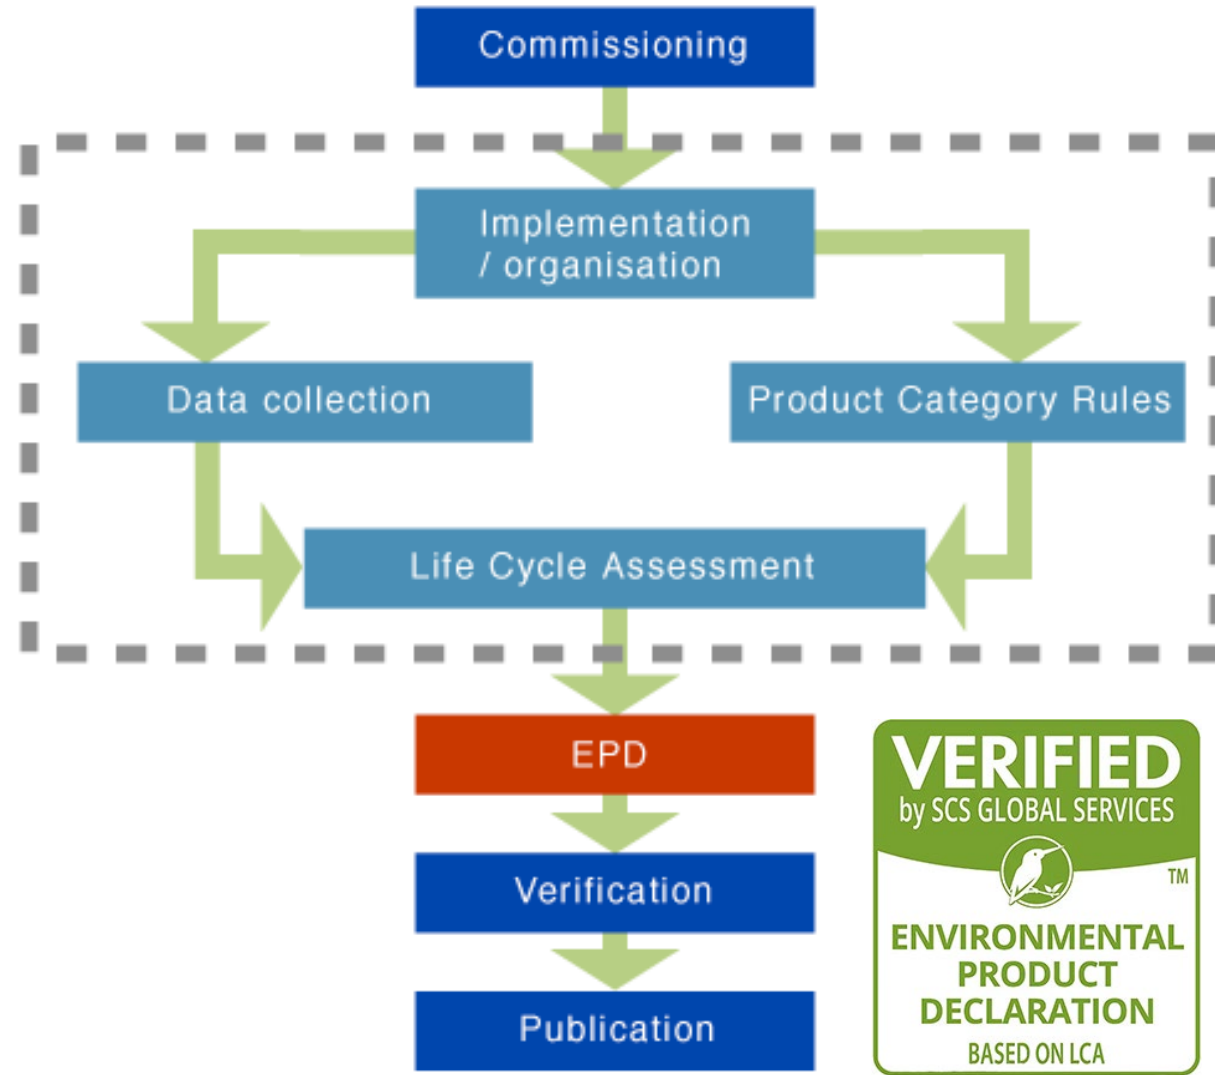 Commissioning
Implementation
/ organisation
Data collection
Product Category Rules
Life Cycle Assessment
EPD
Verification
Publication
VERIFIED
by SCS GLOBAL SERVICES
TM
ENVIRONMENTAL
PRODUCT
DECLARATION
BASED ON LCA